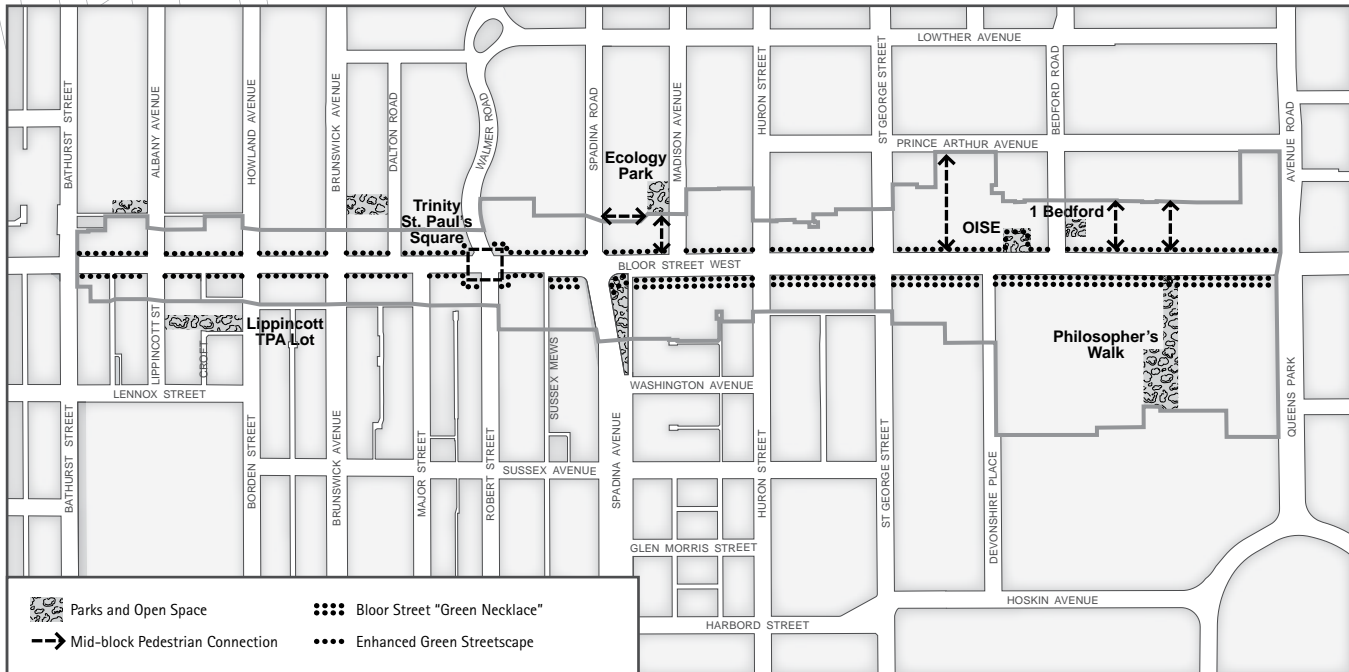 LOWTHER AVENUE
BATHURST STREET
ALBANY AVENUE
HOWLAND AVENUE
BRUNSWICK AVENUE
DALTON ROAD
WALMER ROAD
SPADINA ROAD
MADISON AVENUE
HURON STREET
ST GEORGE STREET
BEDFORD ROAD
AVENUE ROAD
PRINCE ARTHUR AVENUE
Ecology
Park
Trinity
St. Paul's
Square
OISE
1 Bedford
BLOOR STREET WEST
Lippincott
TPA Lot
LIPPINCOTT ST
CROFT
LENNOX STREET
Philosopher's
Walk
WASHINGTON AVENUE
SUSSEX MEWS
BATHURST STREET
BORDEN STREET
BRUNSWICK AVENUE
MAJOR STREET
ROBERT STREET
SUSSEX AVENUE
SPADINA AVENUE
HURON STREET
ST GEORGE STREET
DEVONSHIRE PLACE
QUEENS PARK
GLEN MORRIS STREET
HOSKIN AVENUE
HARBORD STREET
Parks and Open Space
Bloor Street "Green Necklace"
Mid-block Pedestrian Connection
Enhanced Green Streetscape